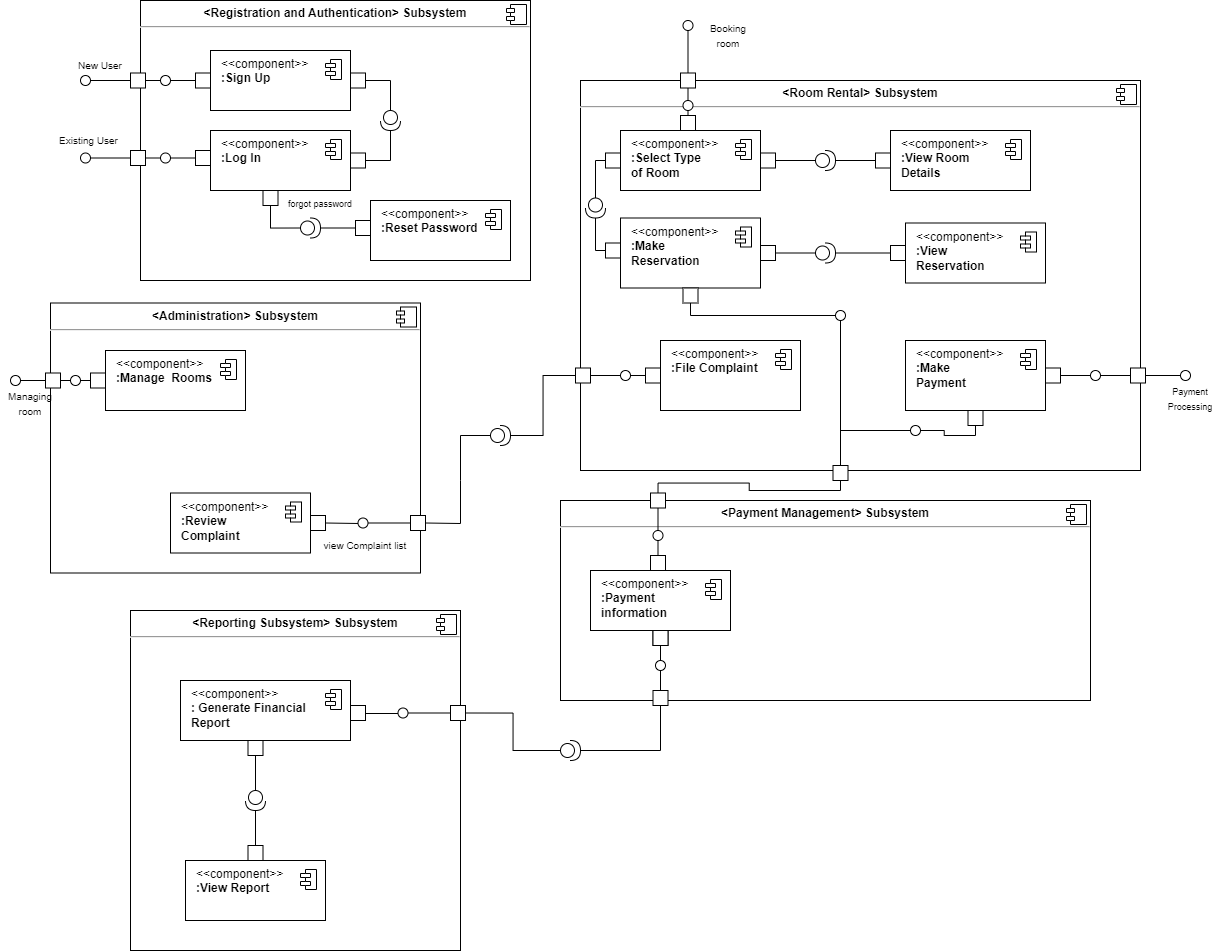 <Registration and Authentication> Subsystem
New User
<<component>>
:Sign Up
Existing User
<<component>>
:Log In
forgot password
<<component>>
:Reset Password
Booking
room
<Room Rental> Subsystem
<<component>>
:Select Type
of Room
<<component>>
:View Room
Details
<<component>>
:Make
Reservation
<<component>>
:View
Reservation
<<component>>
:File Complaint
<<component>>
:Make
Payment
Payment
Processing
<Administration> Subsystem
<<component>>
:Manage  Rooms
Managing
room
<<component>>
:Review
Complaint
view Complaint list
<Payment Management> Subsystem
<<component>>
:Payment
information
<Reporting Subsystem> Subsystem
<<component>>
: Generate Financial
Report
<<component>>
:View Report